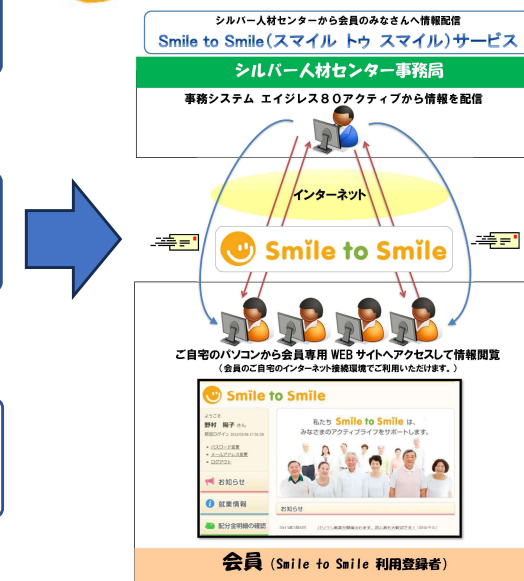 シルバー人材センターから会員のみなさんへ情報配信
Smile to Smile(スマイル トゥ スマイル)サービス
シルバー人材センター事務局
事務システム エイジレス80アクティブから情報を配信
インターネット
Smile to Smile
ご自宅のパソコンから会員専用 WEB サイトへアクセスして情報閲覧
(会員のご自宅のインターネット接続環境でご利用いただけます。)
Smile to Smile
ようこそ
野村 陽子 さん
パスワード変更
メールアドレス変更
ログアウト
私たち Smile to Smile は、
みなさまのアクティブライフをサポートします。
お知らせ
就業情報
配分金明細の確認
お知らせ
会員 (Smile to Smile 利用登録者)